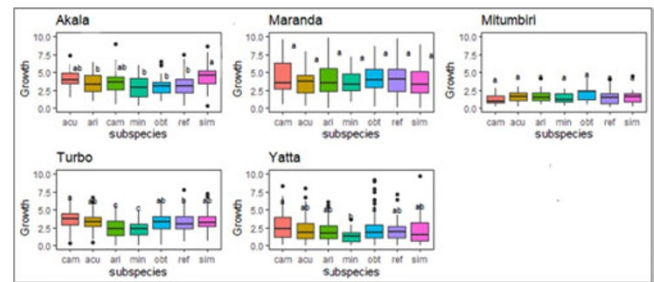 Akala
Growth
10.0
7.5
5.0
2.5
0.0
ab b ab b b b a
acu ari cam min obt ref sim
subspecies
Maranda
Growth
10.0
7.5
5.0
2.5
0.0
a a a a a a a
cam acu ari min obt ref sim
subspecies
Mitumbiri
Growth
10.0
7.5
5.0
2.5
0.0
a a a a a a a
cam acu ari min obt ref sim
subspecies
Turbo
Growth
10.0
7.5
5.0
2.5
0.0
a ab c c ab b ab
cam acu ari min obt ref sim
subspecies
Yatta
Growth
10.0
7.5
5.0
2.5
0.0
a ab ab b a ab ab
cam acu ari min obt ref sim
subspecies